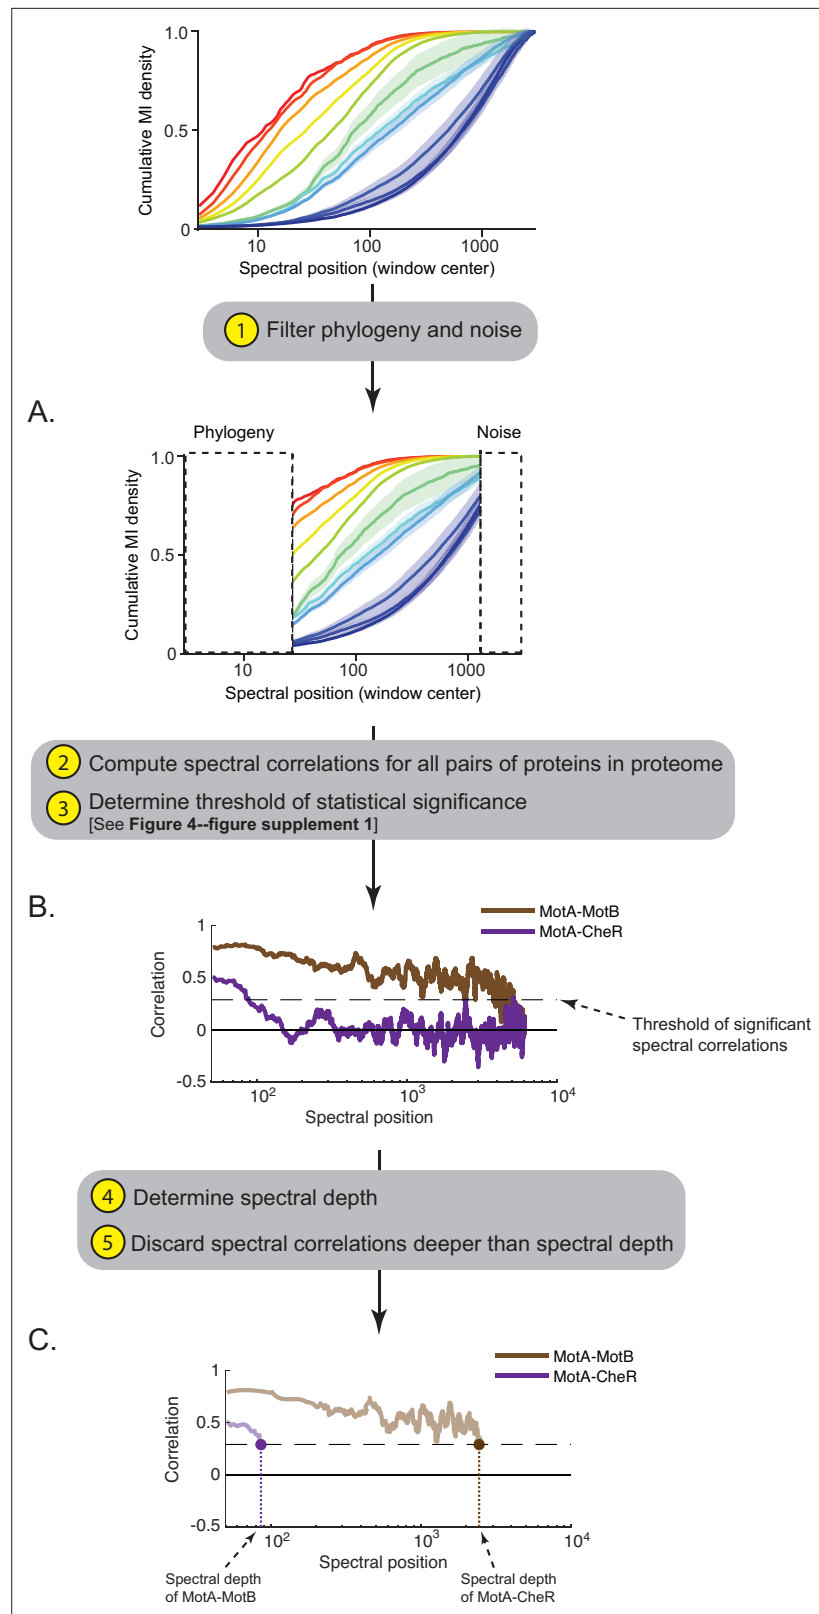 Cumulative MI density
1.0
0.5
0
10
100
1000
Spectral position (window center)
1
Filter phylogeny and noise
A.
Phylogeny
Noise
Cumulative MI density
1.0
0.5
0
10
100
1000
Spectral position (window center)
2
Compute spectral correlations for all pairs of proteins in proteome
3
Determine threshold of statistical significance
[See Figure 4--figure supplement 1]
B.
MotA-MotB
MotA-CheR
Correlation
1
0.5
0
-0.5
10²
10³
10⁴
Spectral position
Threshold of significant
spectral correlations
4
Determine spectral depth
5
Discard spectral correlations deeper than spectral depth
C.
MotA-MotB
MotA-CheR
Correlation
1
0.5
0
-0.5
10²
10³
10⁴
Spectral position
Spectral depth
of MotA-MotB
Spectral depth
of MotA-CheR